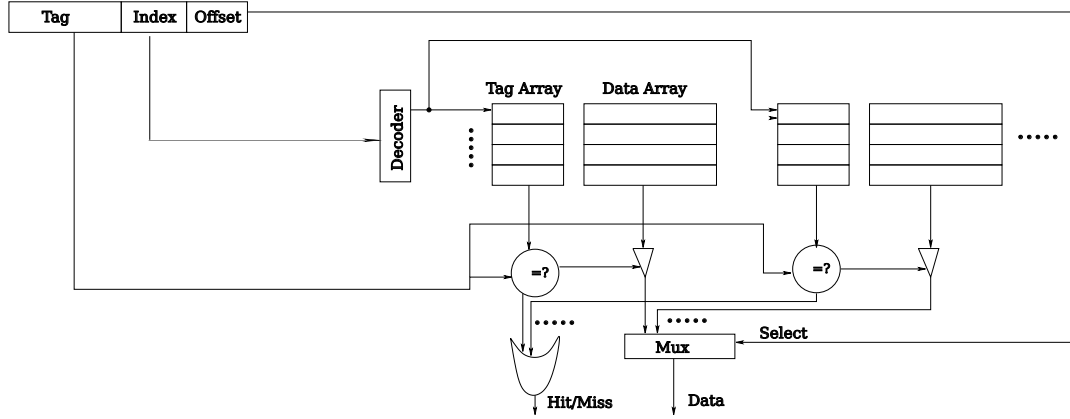 Tag Index Offset
Tag Array Data Array
Decoder
=? =?
Select
Mux
Hit/Miss Data